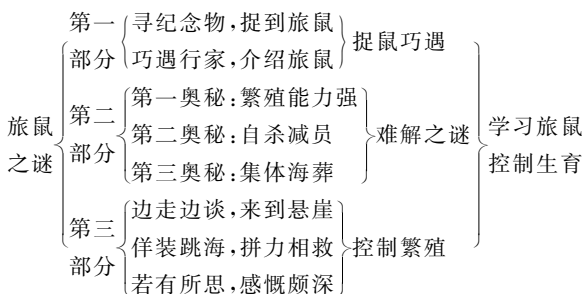 旅鼠之谜
第一部分
寻纪念物,捉到旅鼠
巧遇行家,介绍旅鼠
捉鼠巧遇
第二部分
第一奥秘:繁殖能力强
第二奥秘:自杀减员
第三奥秘:集体海葬
难解之谜
第三部分
边走边谈,来到悬崖
佯装跳海,拼力相救
若有所思,感慨颇深
控制繁殖
学习旅鼠
控制生育